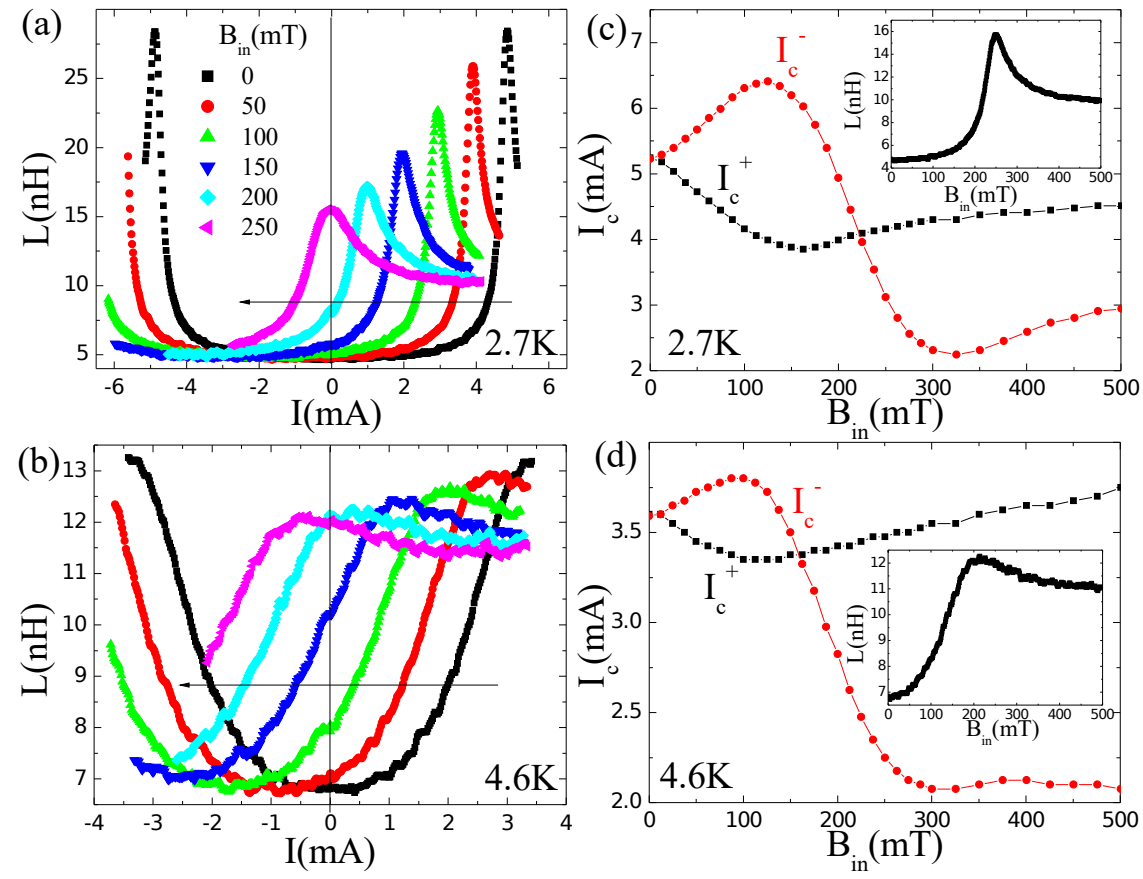 (a)
B_in(mT)
0
50
100
150
200
250
2.7K
L(nH)
25
20
15
10
5
-6 -4 -2 0 2 4 6
I(mA)
(c)
I_c^-
I_c^+
2.7K
I_c(mA)
7
6
5
4
3
2
0 100 200 300 400 500
B_in(mT)
L(nH)
16
14
12
10
8
6
4
0 100 200 300 400 500
B_in(mT)
(b)
4.6K
L(nH)
13
12
11
10
9
8
7
6
-4 -3 -2 -1 0 1 2 3 4
I(mA)
(d)
I_c^-
I_c^+
4.6K
I_c(mA)
4.0
3.5
3.0
2.5
2.0
0 100 200 300 400 500
B_in(mT)
L(nH)
12
11
10
9
8
7
0 100 200 300 400 500
B_in(mT)